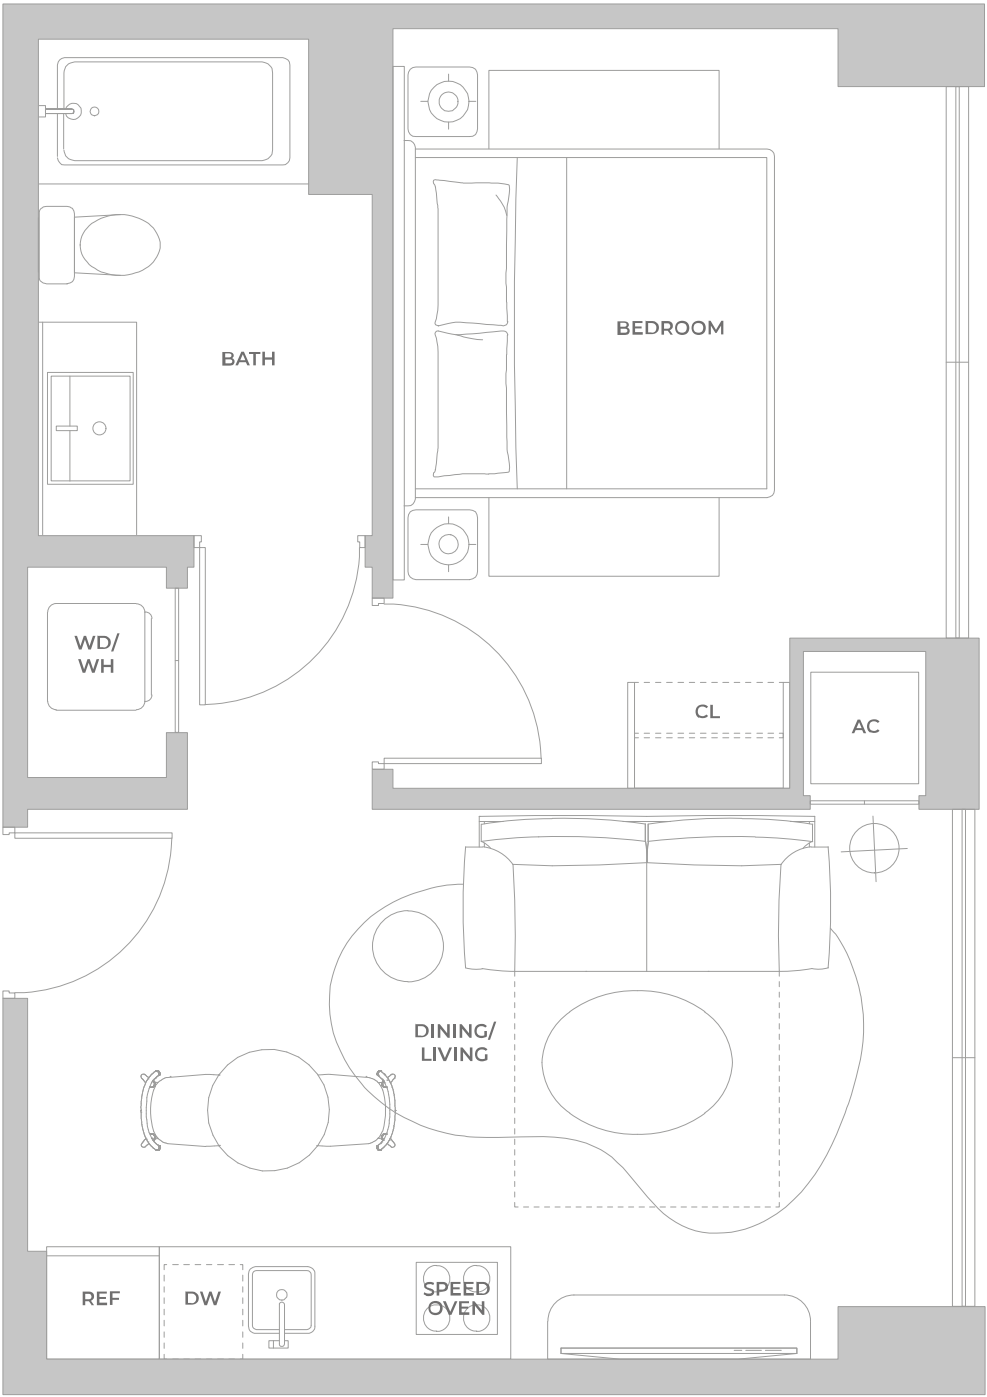 BEDROOM
BATH
WD/
WH
CL
AC
DINING/
LIVING
REF
DW
SPEED
OVEN